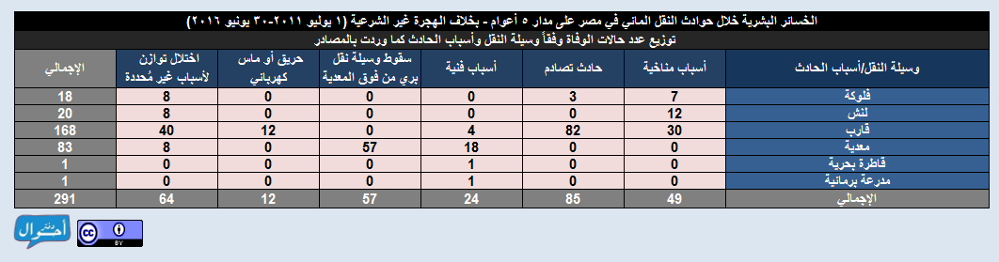 الخسائر البشرية خلال حوادث النقل المائي في مصر على مدار ٥ أعوام - بخلاف الهجرة غير الشرعية (١ يوليو ٢٠١١-٣٠ يونيو ٢٠١٦)
توزيع عدد حالات الوفاة وفقاً وسيلة النقل وأسباب الحادث كما وردت بالمصادر
وسيلة النقل/أسباب الحادث أسباب مناخية حادث تصادم أسباب فنية سقوط وسيلة نقل بري من فوق المعدية حريق أو ماس كهرباني اختلال توازن لأسباب غير مُحددة الإجمالي
فلوكة 7 3 0 0 0 8 18
لنش 12 0 0 0 0 8 20
قارب 30 82 4 0 12 40 168
معدية 0 0 18 57 0 8 83
قاطرة بحرية 0 0 1 0 0 0 1
مدرعة برمانية 0 0 1 0 0 0 1
الإجمالي 49 85 24 57 12 64 291
دفتر أحوال
cc BY